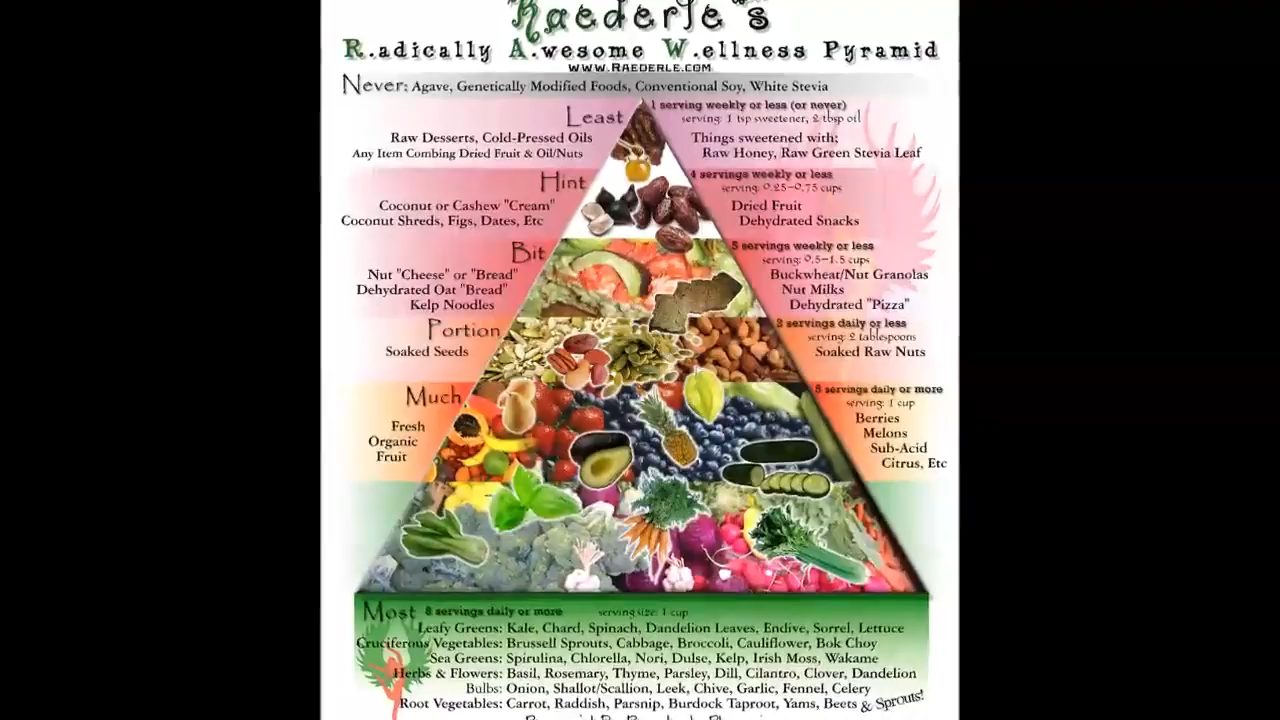 Raederle's
R.adically A.wesome W.ellness Pyramid
www.Raederle.com
Never: Agave, Genetically Modified Foods, Conventional Soy, White Stevia
Least
1 serving weekly or less (or never)
serving: 1 tsp sweetener, 2 tbsp oil
Raw Desserts, Cold-Pressed Oils
Any Item Combing Dried Fruit & Oil/Nuts
Things sweetened with;
Raw Honey, Raw Green Stevia Leaf
Hint
4 servings weekly or less
serving: 0.25-0.75 cups
Coconut or Cashew "Cream"
Coconut Shreds, Figs, Dates, Etc
Dried Fruit
Dehydrated Snacks
Bit
5 servings weekly or less
serving: 0.5-1.5 cups
Nut "Cheese" or "Bread"
Dehydrated Oat "Bread"
Kelp Noodles
Buckwheat/Nut Granolas
Nut Milks
Dehydrated "Pizza"
Portion
2 servings daily or less
serving: 2 tablespoons
Soaked Seeds
Soaked Raw Nuts
Much
5 servings daily or more
serving: 1 cup
Fresh
Organic
Fruit
Berries
Melons
Sub-Acid
Citrus, Etc
Most 8 servings daily or more serving size: 1 cup
Leafy Greens: Kale, Chard, Spinach, Dandelion Leaves, Endive, Sorrel, Lettuce
Cruciferous Vegetables: Brussell Sprouts, Cabbage, Broccoli, Cauliflower, Bok Choy
Sea Greens: Spirulina, Chlorella, Nori, Dulse, Kelp, Irish Moss, Wakame
Herbs & Flowers: Basil, Rosemary, Thyme, Parsley, Dill, Cilantro, Clover, Dandelion
Bulbs: Onion, Shallot/Scallion, Leek, Chive, Garlic, Fennel, Celery
Root Vegetables: Carrot, Raddish, Parsnip, Burdock Taproot, Yams, Beets & Sprouts!